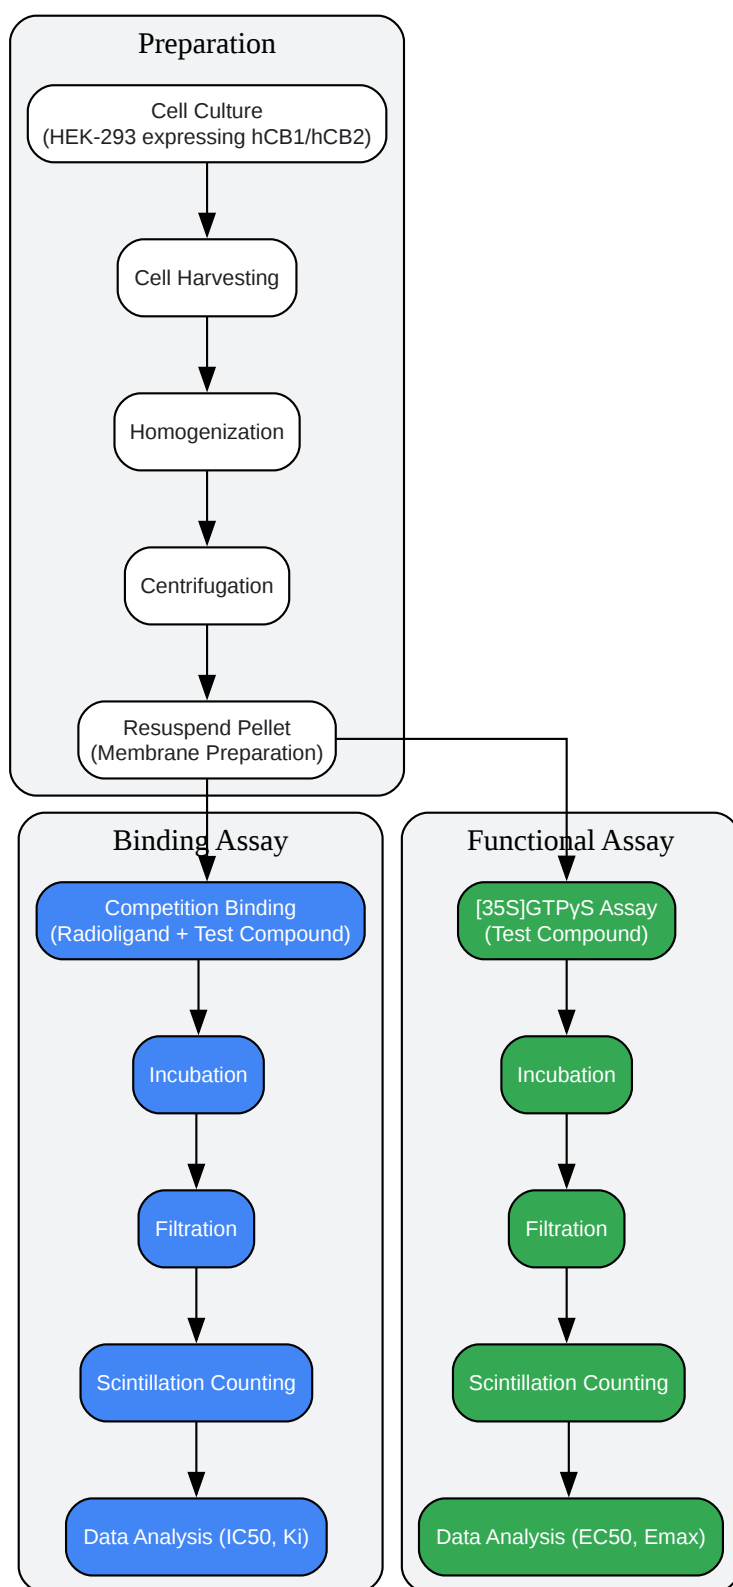 Preparation
Cell Culture
(HEK-293 expressing hCB1/hCB2)
Cell Harvesting
Homogenization
Centrifugation
Resuspend Pellet
(Membrane Preparation)
Binding Assay
Competition Binding
(Radioligand + Test Compound)
Incubation
Filtration
Scintillation Counting
Data Analysis (IC50, Ki)
Functional Assay
[35S]GTPγS Assay
(Test Compound)
Incubation
Filtration
Scintillation Counting
Data Analysis (EC50, Emax)